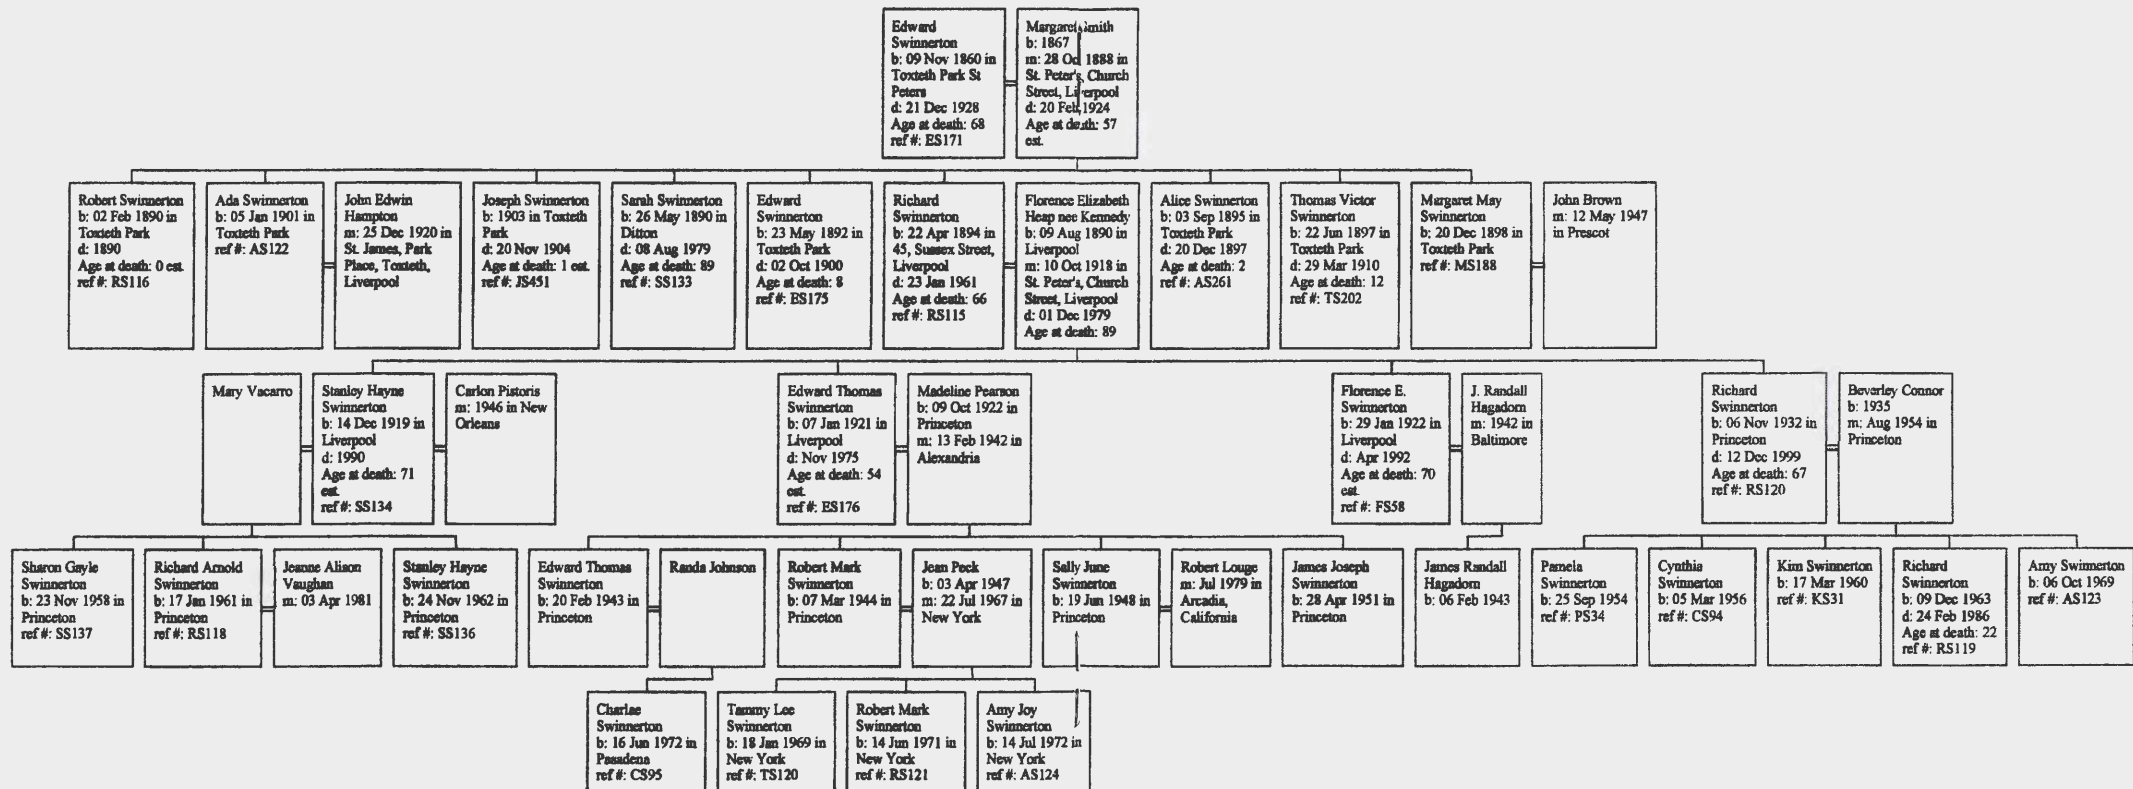 Edward
Swinnerton
b: 09 Nov 1860 in
Toxteth Park St
Peters
d: 21 Dec 1928
Age at death: 68
ref #: ES171
Margaret Smith
b: 1867
m: 28 Oct 1888 in
St. Peter's, Church
Street, Liverpool
d: 20 Feb 1924
Age at death: 57
est.
Robert Swinnerton
b: 02 Feb 1890 in
Toxteth Park
d: 1890
Age at death: 0 est.
ref #: RS116
Ada Swinnerton
b: 05 Jan 1901 in
Toxteth Park
ref #: AS122
John Edwin
Hampton
m: 25 Dec 1920 in
St. James, Park
Place, Toxteth,
Liverpool
Joseph Swinnerton
b: 1903 in Toxteth
Park
d: 20 Nov 1904
Age at death: 1 est.
ref #: JS451
Sarah Swinnerton
b: 26 May 1890 in
Ditton
d: 08 Aug 1979
Age at death: 89
ref #: SS133
Edward
Swinnerton
b: 23 May 1892 in
Toxteth Park
d: 02 Oct 1900
Age at death: 8
ref #: ES175
Richard
Swinnerton
b: 22 Apr 1894 in
45, Sussex Street,
Liverpool
d: 23 Jan 1961
Age at death: 66
ref #: RS115
Florence Elizabeth
Heap nee Kennedy
b: 09 Aug 1890 in
Liverpool
m: 10 Oct 1918 in
St. Peter's, Church
Street, Liverpool
d: 01 Dec 1979
Age at death: 89
Alice Swinnerton
b: 03 Sep 1895 in
Toxteth Park
d: 20 Dec 1897
Age at death: 2
ref #: AS261
Thomas Victor
Swinnerton
b: 22 Jun 1897 in
Toxteth Park
d: 29 Mar 1910
Age at death: 12
ref #: TS202
Margaret May
Swinnerton
b: 20 Dec 1898 in
Toxteth Park
ref #: MS188
John Brown
m: 12 May 1947
in Prescot
Mary Vacarro
Stanley Hayne
Swinnerton
b: 14 Dec 1919 in
Liverpool
d: 1990
Age at death: 71
est.
ref #: SS134
Carlon Pistoris
m: 1946 in New
Orleans
Edward Thomas
Swinnerton
b: 07 Jan 1921 in
Liverpool
d: Nov 1975
Age at death: 54
est.
ref #: ES176
Madeline Pearson
b: 09 Oct 1922 in
Princeton
m: 13 Feb 1942 in
Alexandria
Florence E.
Swinnerton
b: 29 Jan 1922 in
Liverpool
d: Apr 1992
Age at death: 70
est.
ref #: FS58
J. Randall
Hagadorn
m: 1942 in
Baltimore
Richard
Swinnerton
b: 06 Nov 1932 in
Princeton
d: 12 Dec 1999
Age at death: 67
ref #: RS120
Beverley Connor
b: 1935
m: Aug 1954 in
Princeton
Sharon Gayle
Swinnerton
b: 23 Nov 1958 in
Princeton
ref #: SS137
Richard Arnold
Swinnerton
b: 17 Jan 1961 in
Princeton
ref #: RS118
Jeanne Alison
Vaughan
m: 03 Apr 1981
Stanley Hayne
Swinnerton
b: 24 Nov 1962 in
Princeton
ref #: SS136
Edward Thomas
Swinnerton
b: 20 Feb 1943 in
Princeton
Randa Johnson
Robert Mark
Swinnerton
b: 07 Mar 1944 in
Princeton
Jean Peck
b: 03 Apr 1947
m: 22 Jul 1967 in
New York
Sally June
Swinnerton
b: 19 Jun 1948 in
Princeton
Robert Louge
m: Jul 1979 in
Arcadia,
California
James Joseph
Swinnerton
b: 28 Apr 1951 in
Princeton
James Randall
Hagadorn
b: 06 Feb 1943
Pamela
Swinnerton
b: 25 Sep 1954
ref #: PS34
Cynthia
Swinnerton
b: 05 Mar 1956
ref #: CS94
Kim Swinnerton
b: 17 Mar 1960
ref #: KS31
Richard
Swinnerton
b: 09 Dec 1963
d: 24 Feb 1986
Age at death: 22
ref #: RS119
Amy Swinnerton
b: 06 Oct 1969
ref #: AS123
Charlae
Swinnerton
b: 16 Jun 1972 in
Pasadena
ref #: CS95
Tammy Lee
Swinnerton
b: 18 Jan 1969 in
New York
ref #: TS120
Robert Mark
Swinnerton
b: 14 Jun 1971 in
New York
ref #: RS121
Amy Joy
Swinnerton
b: 14 Jul 1972 in
New York
ref #: AS124